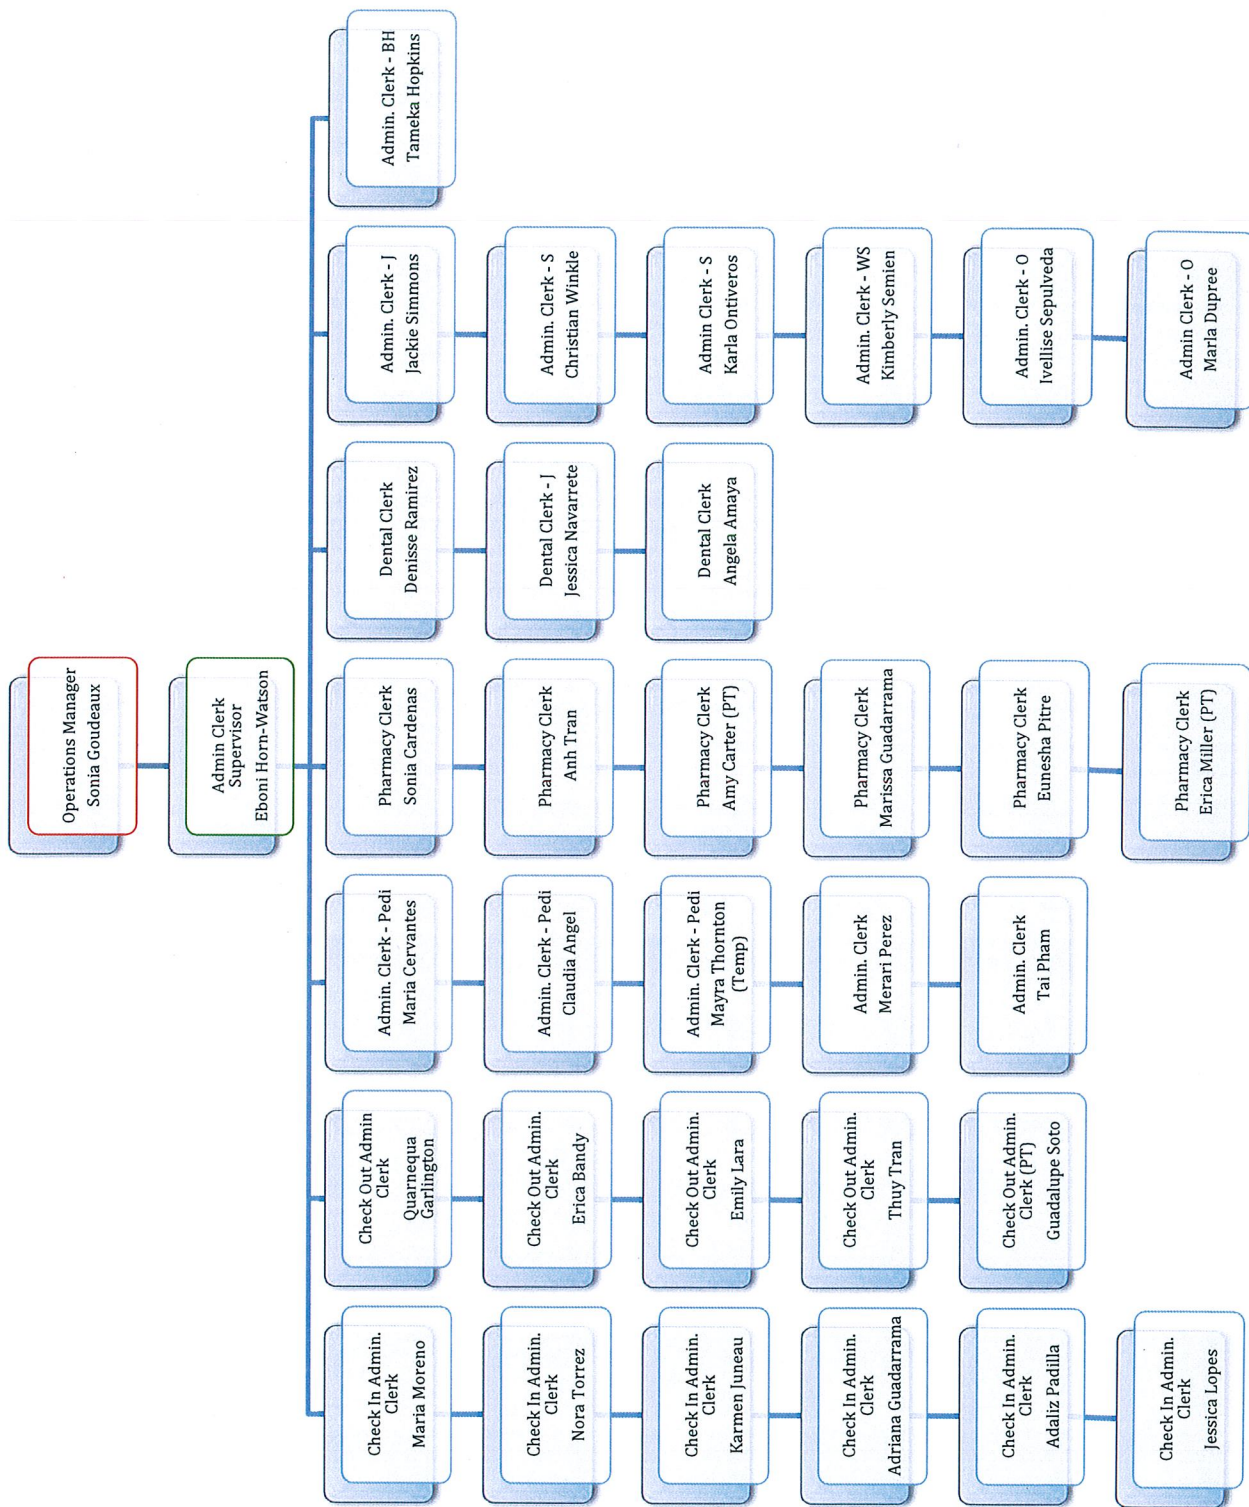 Operations Manager
Sonia Goudeaux
Admin Clerk
Supervisor
Eboni Horn-Watson
Check In Admin.
Clerk
Maria Moreno
Check In Admin.
Clerk
Nora Torrez
Check In Admin.
Clerk
Karmen Juneau
Check In Admin.
Clerk
Adriana Guadarrama
Check In Admin.
Clerk
Adaliz Padilla
Check In Admin.
Clerk
Jessica Lopes
Check Out Admin
Clerk
Quarnequa
Garlington
Check Out Admin.
Clerk
Erica Bandy
Check Out Admin.
Clerk
Emily Lara
Check Out Admin.
Clerk
Thuy Tran
Check Out Admin.
Clerk (PT)
Guadalupe Soto
Admin. Clerk - Pedi
Maria Cervantes
Admin. Clerk - Pedi
Claudia Angel
Admin. Clerk - Pedi
Mayra Thornton
(Temp)
Admin. Clerk
Merari Perez
Admin. Clerk
Tai Pham
Pharmacy Clerk
Sonia Cardenas
Pharmacy Clerk
Anh Tran
Pharmacy Clerk
Amy Carter (PT)
Pharmacy Clerk
Marissa Guadarrama
Pharmacy Clerk
Eunesha Pitre
Pharmacy Clerk
Erica Miller (PT)
Dental Clerk
Denisse Ramirez
Dental Clerk - J
Jessica Navarrete
Dental Clerk
Angela Amaya
Admin. Clerk - J
Jackie Simmons
Admin. Clerk - S
Christian Winkle
Admin Clerk - S
Karla Ontiveros
Admin. Clerk - WS
Kimberly Semien
Admin. Clerk - O
Ivellise Sepulveda
Admin Clerk - O
Marla Dupree
Admin. Clerk - BH
Tameka Hopkins